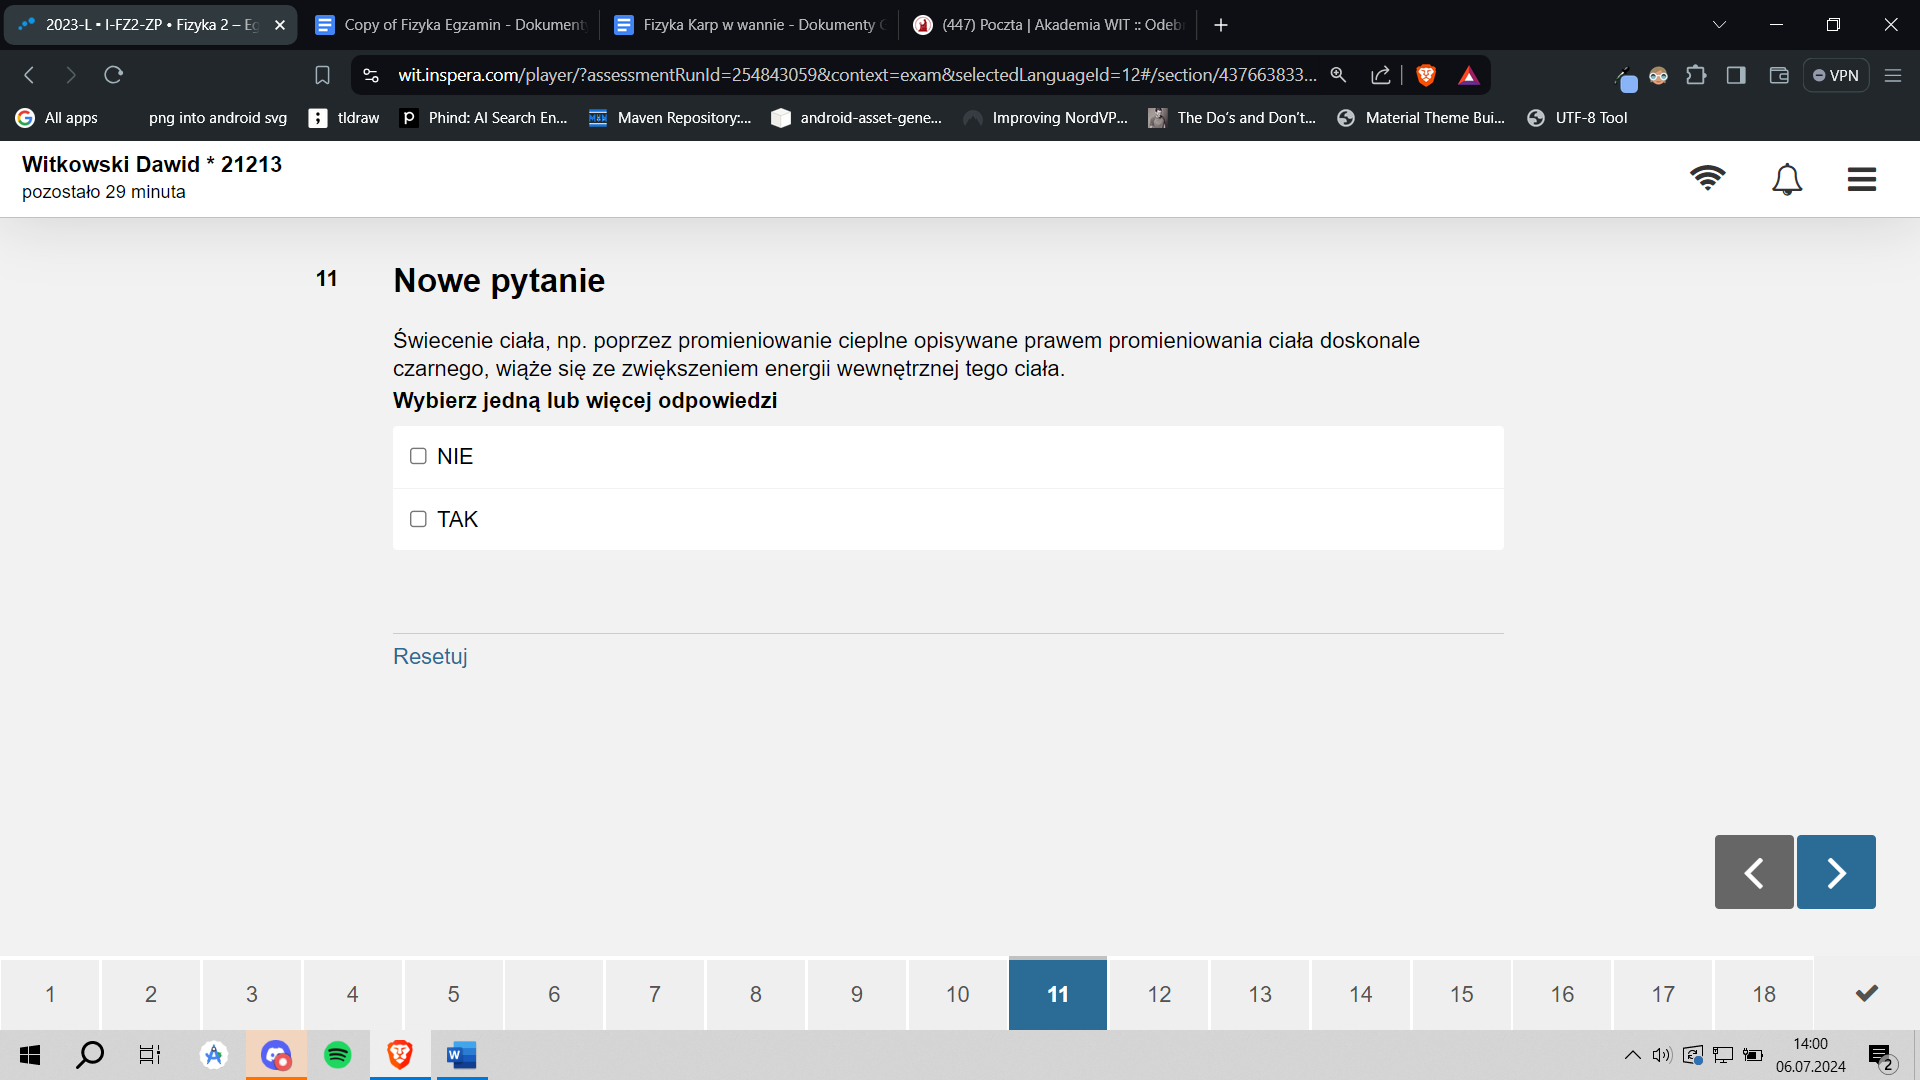 2023-L • I-FZ2-ZP • Fizyka 2 – Eg
Copy of Fizyka Egzamin - Dokument
Fizyka Karp w wannie - Dokumenty G
(447) Poczta | Akademia WIT :: Odeb
wit.inspera.com/player/?assessmentRunId=254843059&context=exam&selectedLanguageId=12#/section/437663833...
VPN
All apps
png into android svg
tldraw
Phind: AI Search En...
Maven Repository:...
android-asset-gene...
Improving NordVP...
The Do's and Don't...
Material Theme Bui...
UTF-8 Tool
Witkowski Dawid * 21213
pozostało 29 minuta
11
Nowe pytanie
Świecenie ciała, np. poprzez promieniowanie cieplne opisywane prawem promieniowania ciała doskonale
czarnego, wiąże się ze zwiększeniem energii wewnętrznej tego ciała.
Wybierz jedną lub więcej odpowiedzi
NIE
TAK
Resetuj
1 2 3 4 5 6 7 8 9 10 11 12 13 14 15 16 17 18
14:00
06.07.2024
2